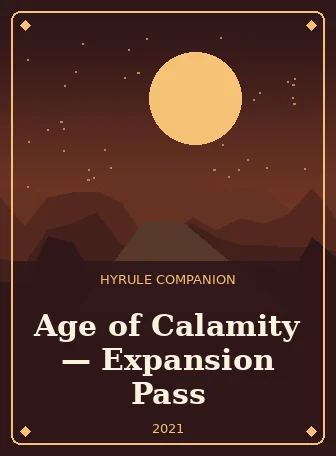 HYRULE COMPANION
Age of Calamity
— Expansion
Pass
2021